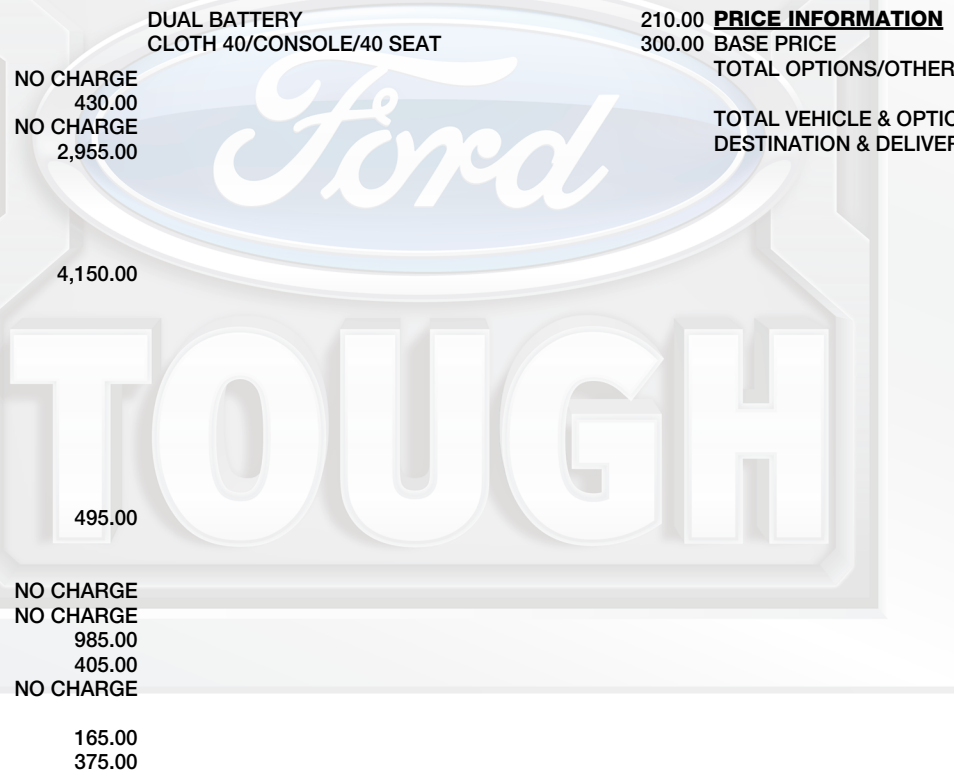 DUAL BATTERY 210.00 PRICE INFORMATION
CLOTH 40/CONSOLE/40 SEAT 300.00 BASE PRICE
NO CHARGE TOTAL OPTIONS/OTHER
430.00
NO CHARGE TOTAL VEHICLE & OPTIO
2,955.00 DESTINATION & DELIVER
Ford
4,150.00
TOUGH
495.00
NO CHARGE
NO CHARGE
985.00
405.00
NO CHARGE
165.00
375.00